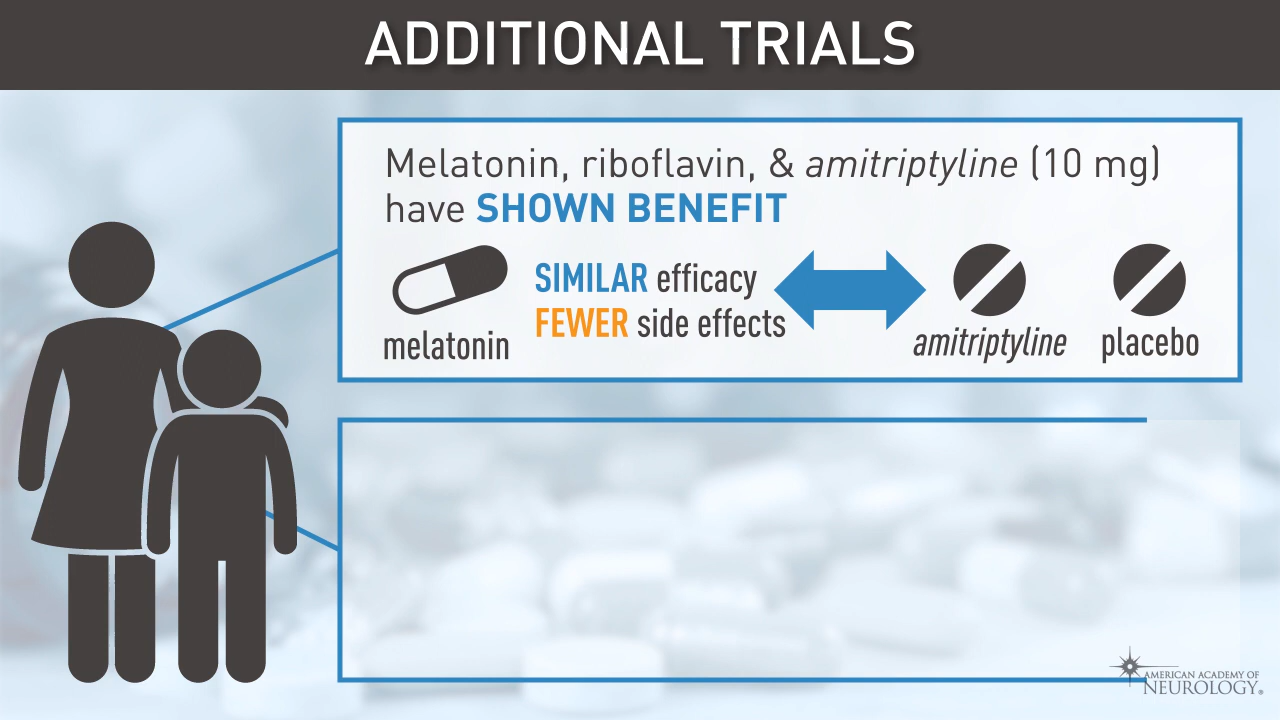 ADDITIONAL TRIALS
Melatonin, riboflavin, & amitriptyline (10 mg)
have SHOWN BENEFIT
SIMILAR efficacy
FEWER side effects
melatonin
amitriptyline
placebo
AMERICAN ACADEMY OF
NEUROLOGY®